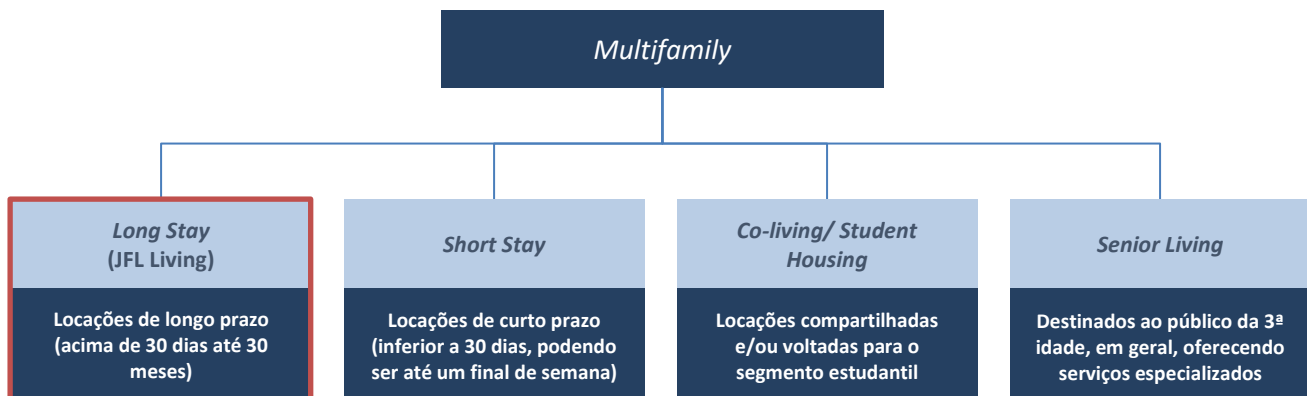 Multifamily
Long Stay
(JFL Living)
Locações de longo prazo
(acima de 30 dias até 30
meses)
Short Stay
Locações de curto prazo
(inferior a 30 dias, podendo
ser até um final de semana)
Co-living/ Student
Housing
Locações compartilhadas
e/ou voltadas para o
segmento estudantil
Senior Living
Destinados ao público da 3ª
idade, em geral, oferecendo
serviços especializados